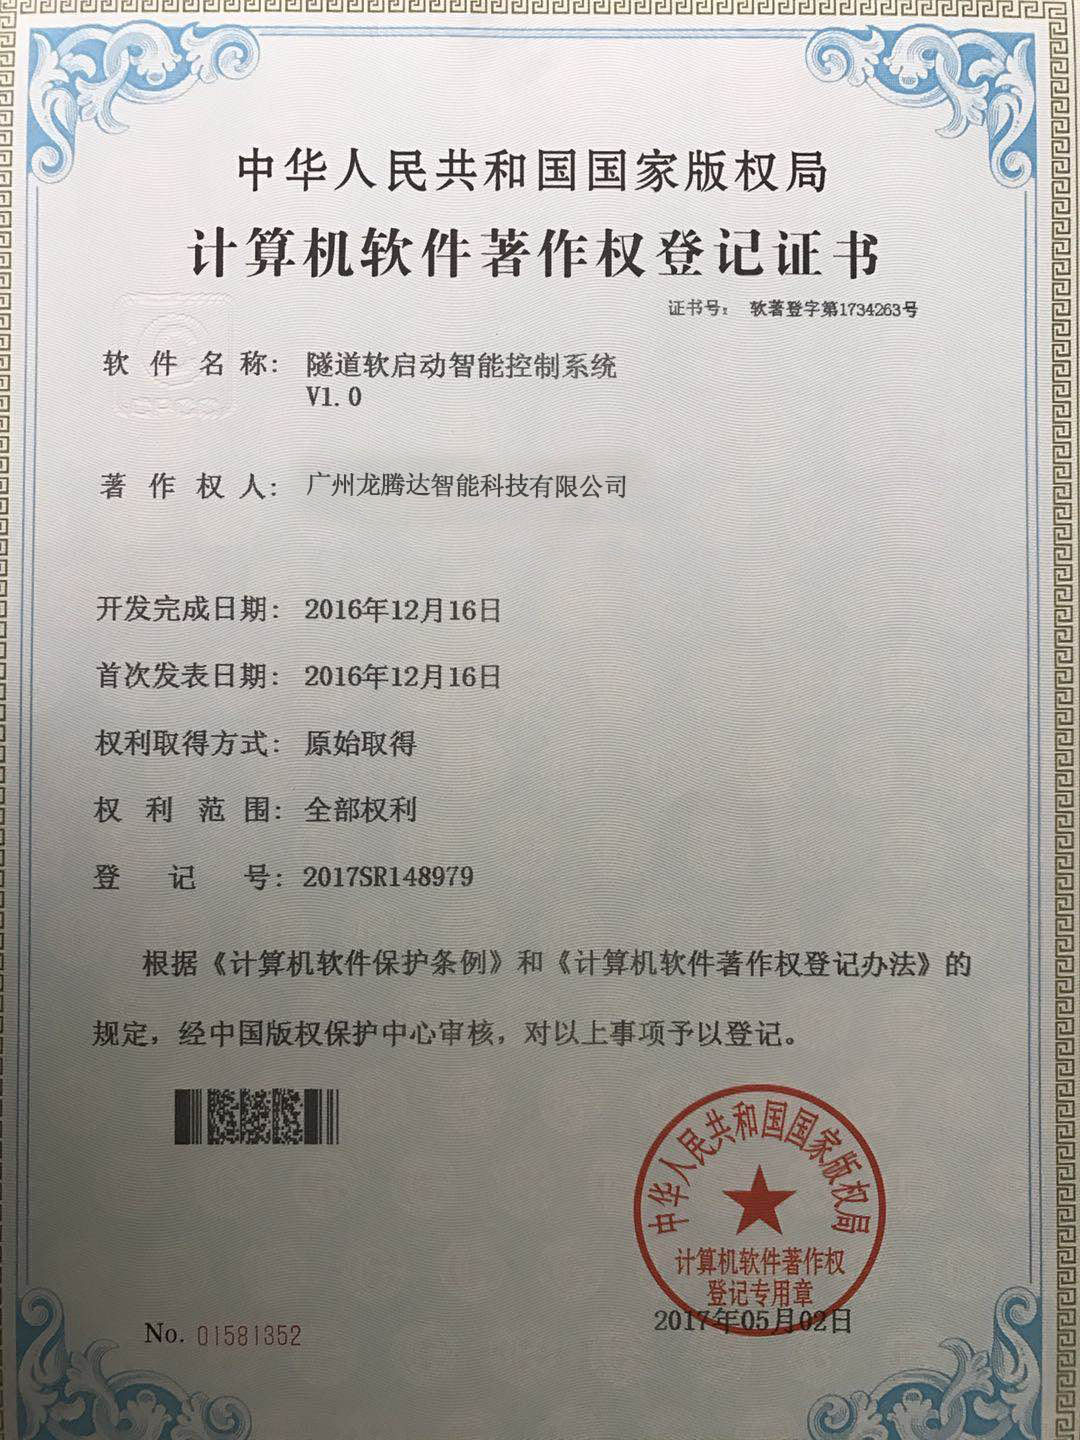 中华人民共和国国家版权局
计算机软件著作权登记证书
证书号： 软著登字第1734263号
软件名称： 隧道软启动智能控制系统
V1.0
著作权人： 广州龙腾达智能科技有限公司
开发完成日期： 2016年12月16日
首次发表日期： 2016年12月16日
权利取得方式： 原始取得
权利范围： 全部权利
登记号： 2017SR148979
根据《计算机软件保护条例》和《计算机软件著作权登记办法》的
规定，经中国版权保护中心审核，对以上事项予以登记。
中华人民共和国国家版权局
计算机软件著作权
登记专用章
2017年05月02日
No. 01581352